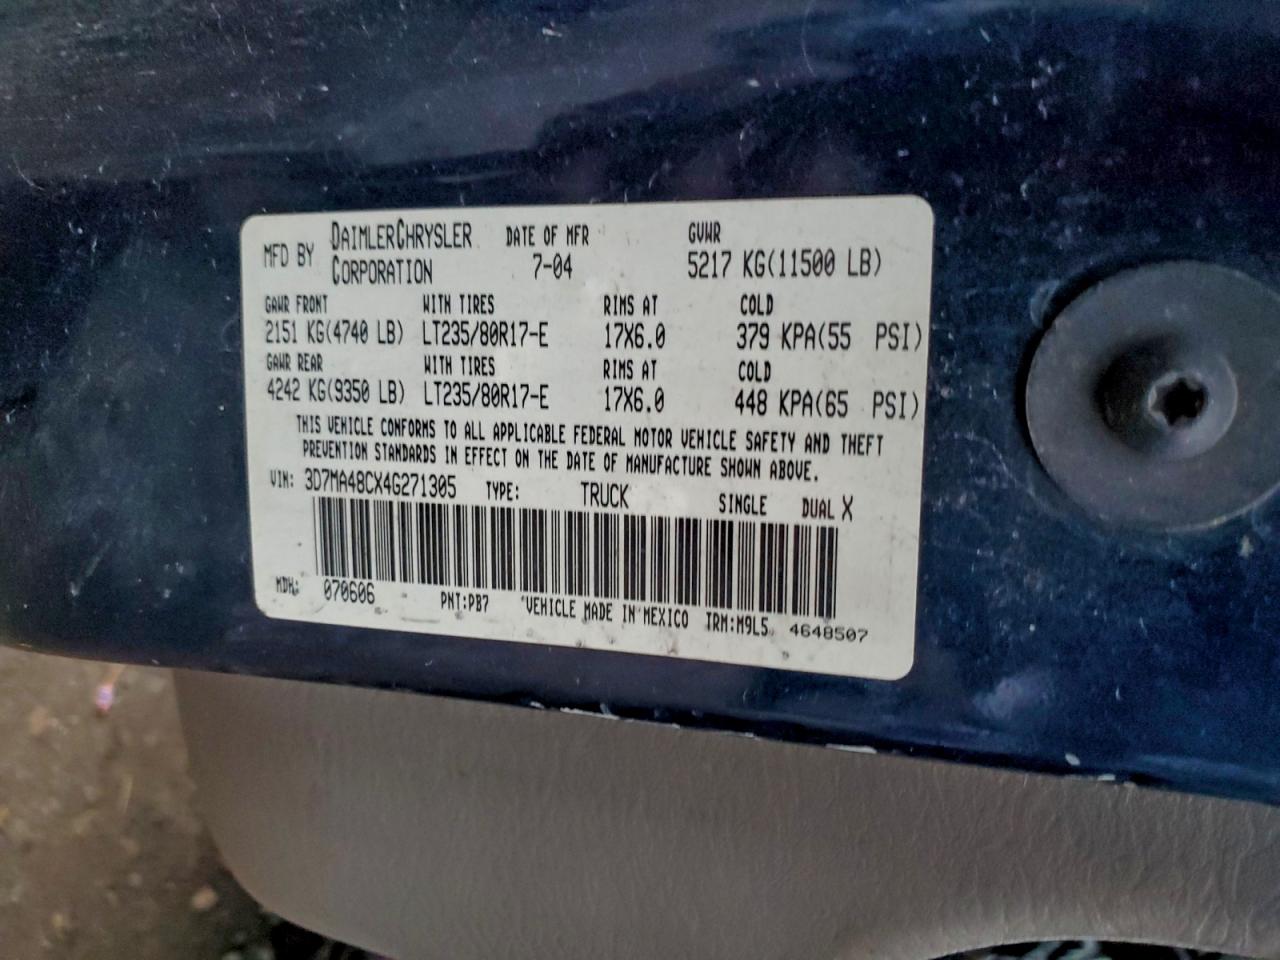 MFD BY DAIMLERCHRYSLER CORPORATION DATE OF MFR 7-04 GVWR 5217 KG(11500 LB)
GAWR FRONT WITH TIRES RIMS AT COLD
2151 KG(4740 LB) LT235/80R17-E 17X6.0 379 KPA(55 PSI)
GAWR REAR WITH TIRES RIMS AT COLD
4242 KG(9350 LB) LT235/80R17-E 17X6.0 448 KPA(65 PSI)
THIS VEHICLE CONFORMS TO ALL APPLICABLE FEDERAL MOTOR VEHICLE SAFETY AND THEFT
PREVENTION STANDARDS IN EFFECT ON THE DATE OF MANUFACTURE SHOWN ABOVE.
VIN: 3D7MA48CX4G271305 TYPE: TRUCK SINGLE DUAL X
MDH: 070606 PNT:PB7 VEHICLE MADE IN MEXICO TRM:M9L5 4648507